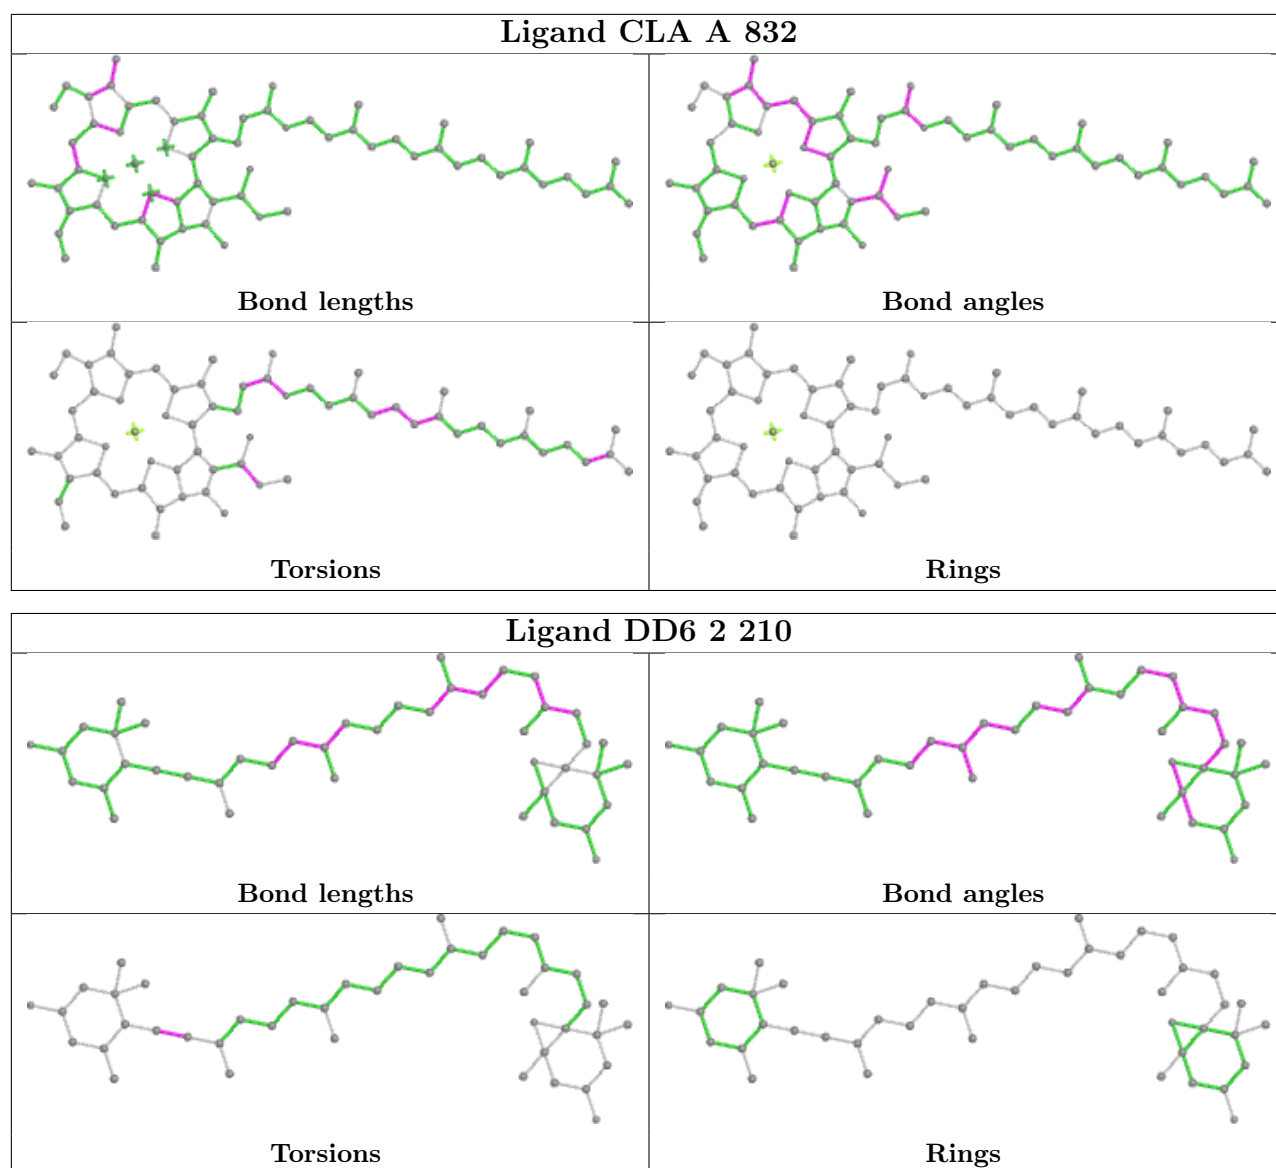 Ligand CLA A 832
Bond lengths
Bond angles
Torsions
Rings
Ligand DD6 2 210
Bond lengths
Bond angles
Torsions
Rings